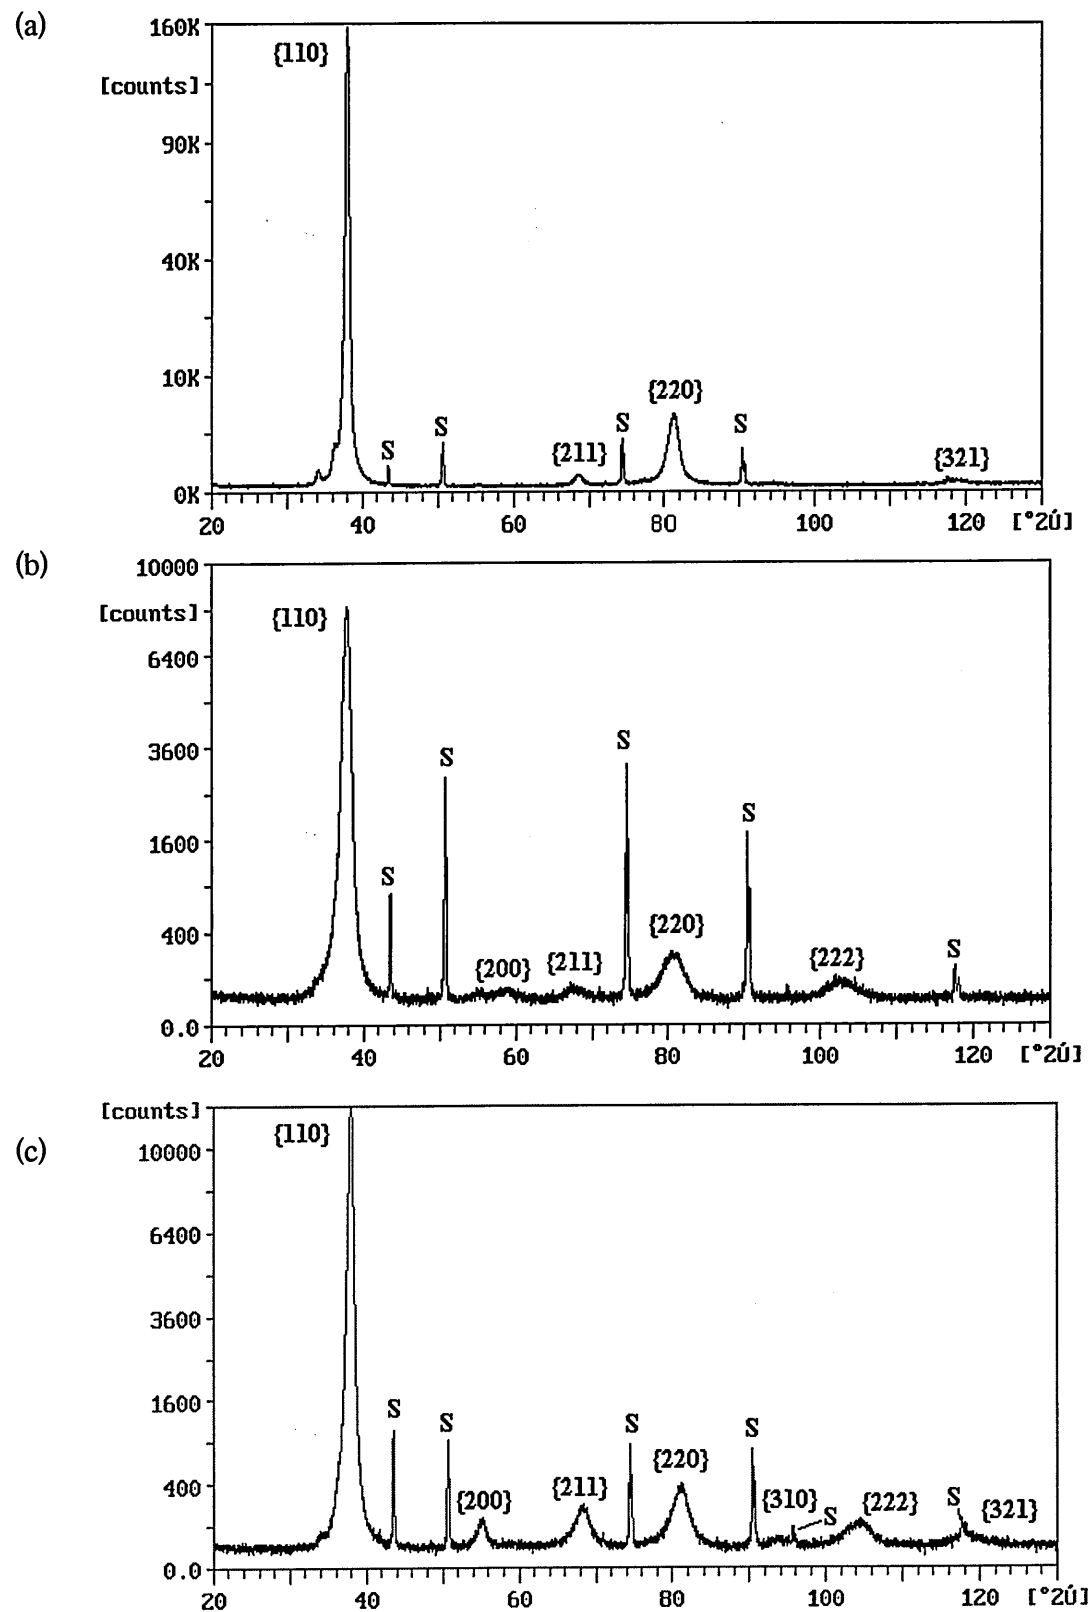 (a)
160K
{110}
[counts]
90K
40K
10K
{220}
S
S
S
S
{211}
{321}
0K
20
40
60
80
100
120
[°2ú]
(b)
10000
[counts]
{110}
6400
3600
S
S
1600
S
S
400
{220}
{200}
{211}
{222}
S
0.0
20
40
60
80
100
120
[°2ú]
[counts]
(c)
{110}
10000
6400
3600
1600
S
S
S
S
400
{200}
{211}
{220}
{310}
S
{222}
S
{321}
0.0
20
40
60
80
100
120
[°2ú]